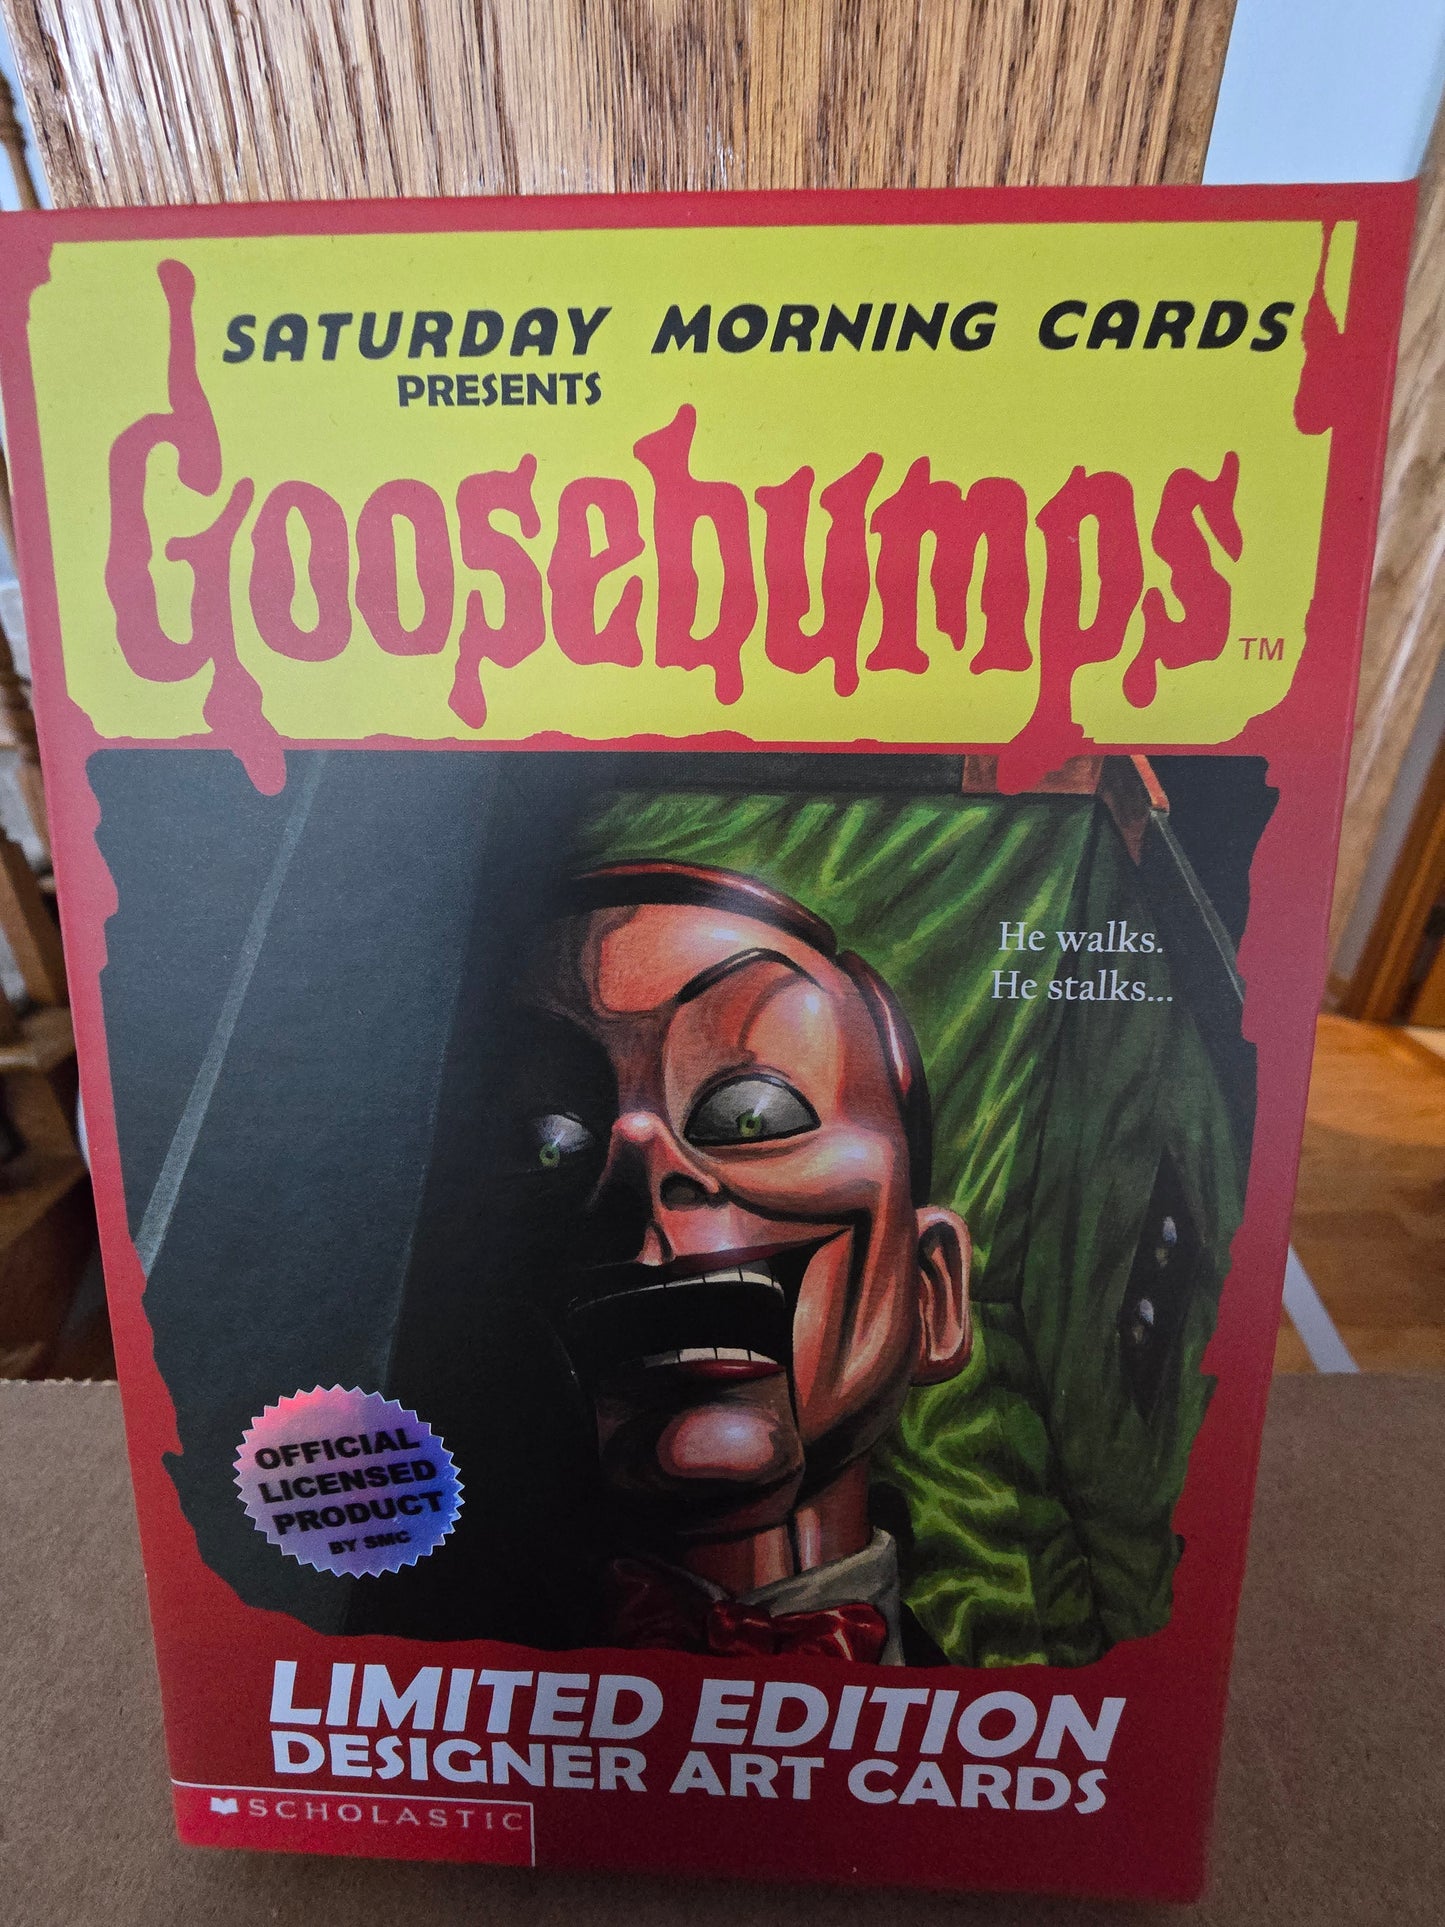 SATURDAY MORNING CARDS
PRESENTS
Goosebumps TM
He walks.
He stalks...
OFFICIAL
LICENSED
PRODUCT
BY SMC
LIMITED EDITION
DESIGNER ART CARDS
SCHOLASTIC